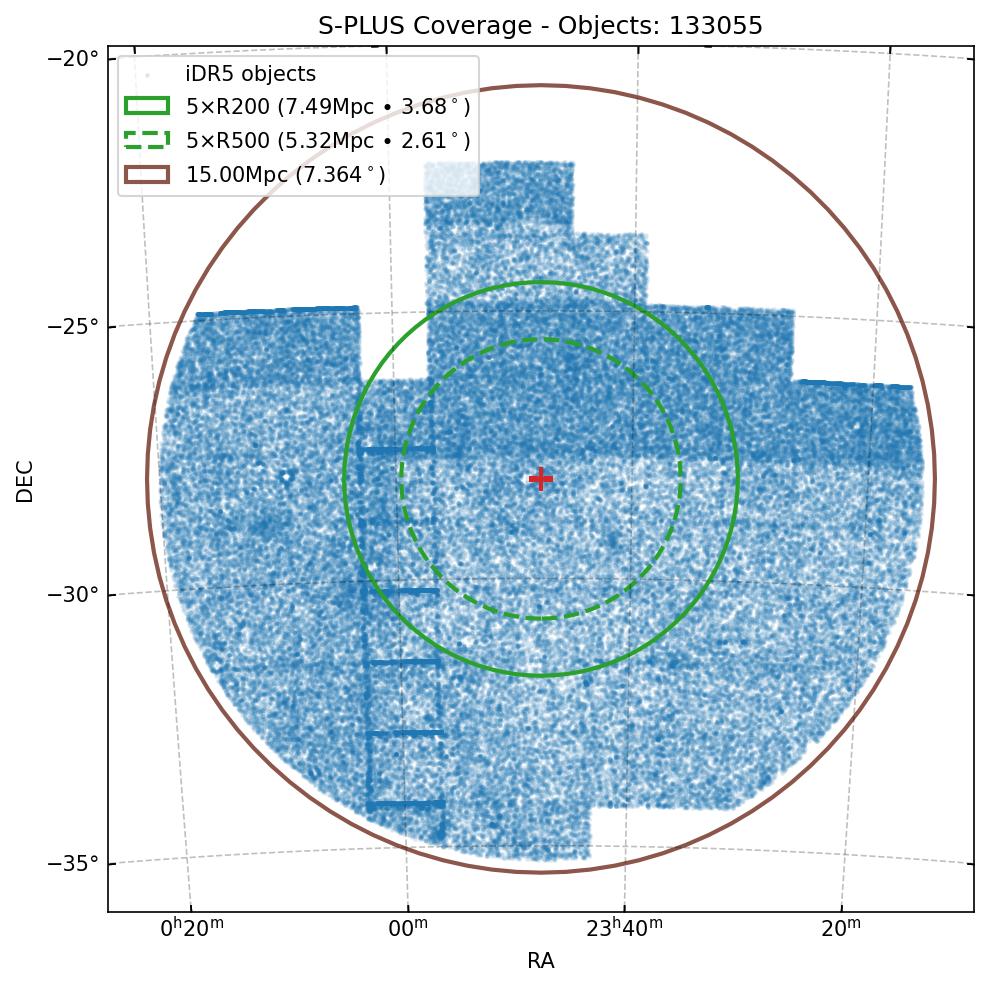 S-PLUS Coverage - Objects: 133055
iDR5 objects
5×R200 (7.49Mpc • 3.68°)
5×R500 (5.32Mpc • 2.61°)
15.00Mpc (7.364°)
−20°
−25°
−30°
−35°
DEC
0ʰ20ᵐ
00ᵐ
23ʰ40ᵐ
20ᵐ
RA